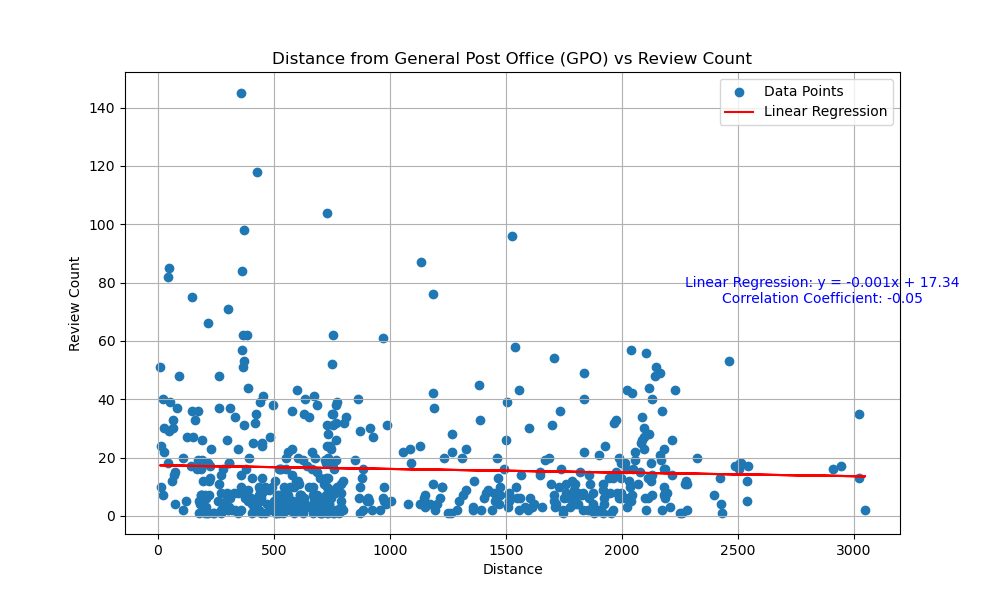 Distance from General Post Office (GPO) vs Review Count
Data Points
Linear Regression
140
120
100
80
60
40
20
0
Review Count
Linear Regression: y = -0.001x + 17.34
Correlation Coefficient: -0.05
0
500
1000
1500
2000
2500
3000
Distance